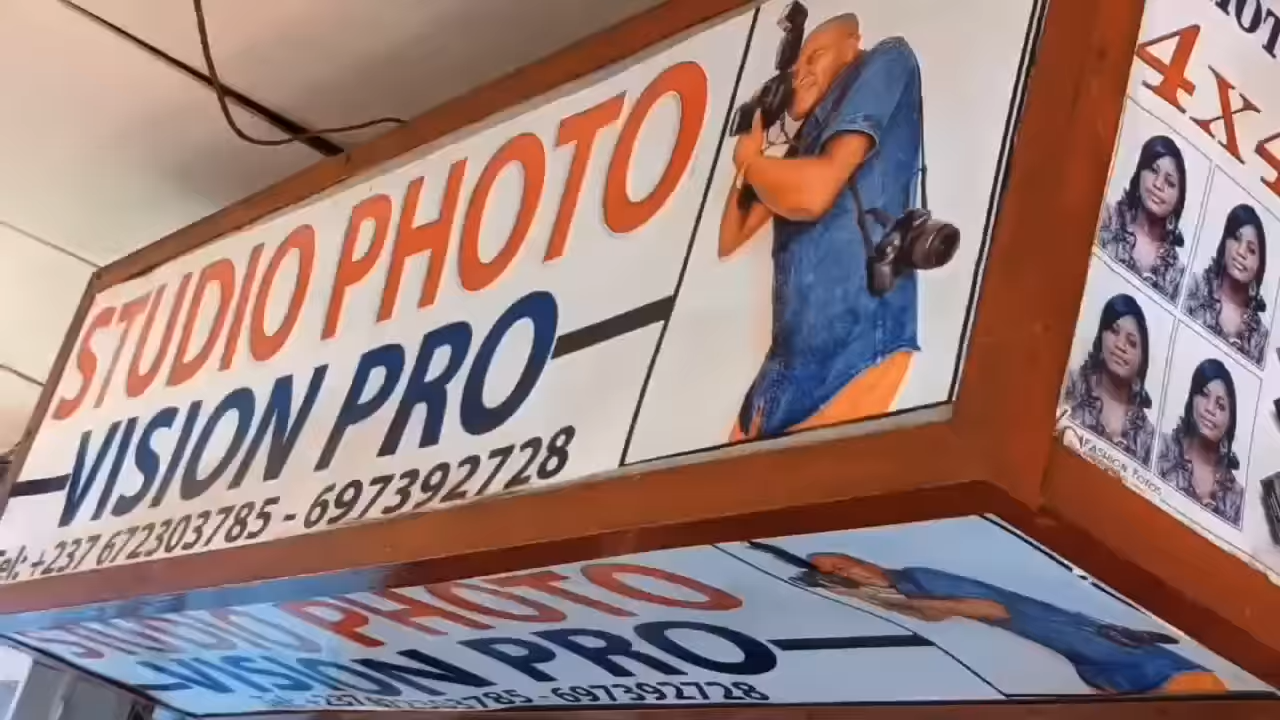 STUDIO PHOTO
VISION PRO
Tel: +237 672303785 - 697392728
4X4
FASHION FOTOS
STUDIO PHOTO
VISION PRO
785 - 697392728